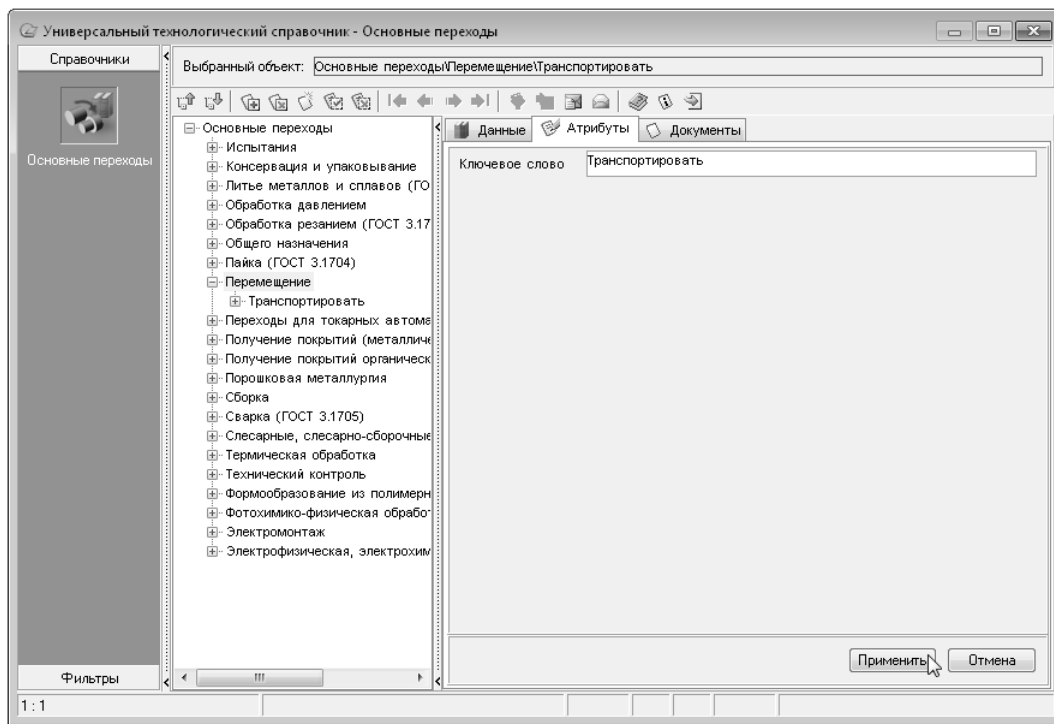 Универсальный технологический справочник - Основные переходы
Справочники
Выбранный объект: Основные переходы\Перемещение\Транспортировать
Основные переходы
Основные переходы
Испытания
Консервация и упаковывание
Литье металлов и сплавов (ГО
Обработка давлением
Обработка резанием (ГОСТ 3.17
Общего назначения
Пайка (ГОСТ 3.1704)
Перемещение
Транспортировать
Переходы для токарных автома
Получение покрытий (металличе
Получение покрытий органическ
Порошковая металлургия
Сборка
Сварка (ГОСТ 3.1705)
Слесарные, слесарно-сборочные
Термическая обработка
Технический контроль
Формообразование из полимерн
Фотохимико-физическая обработ
Электромонтаж
Электрофизическая, электрохим
Данные Атрибуты Документы
Ключевое слово Транспортировать
Применить Отмена
Фильтры
1 : 1